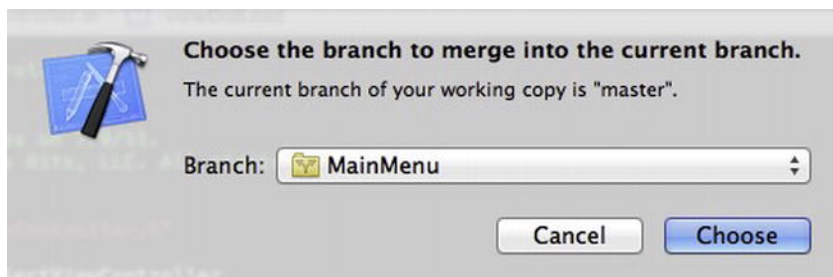 Choose the branch to merge into the current branch.
The current branch of your working copy is "master".
Branch: MainMenu
Cancel Choose